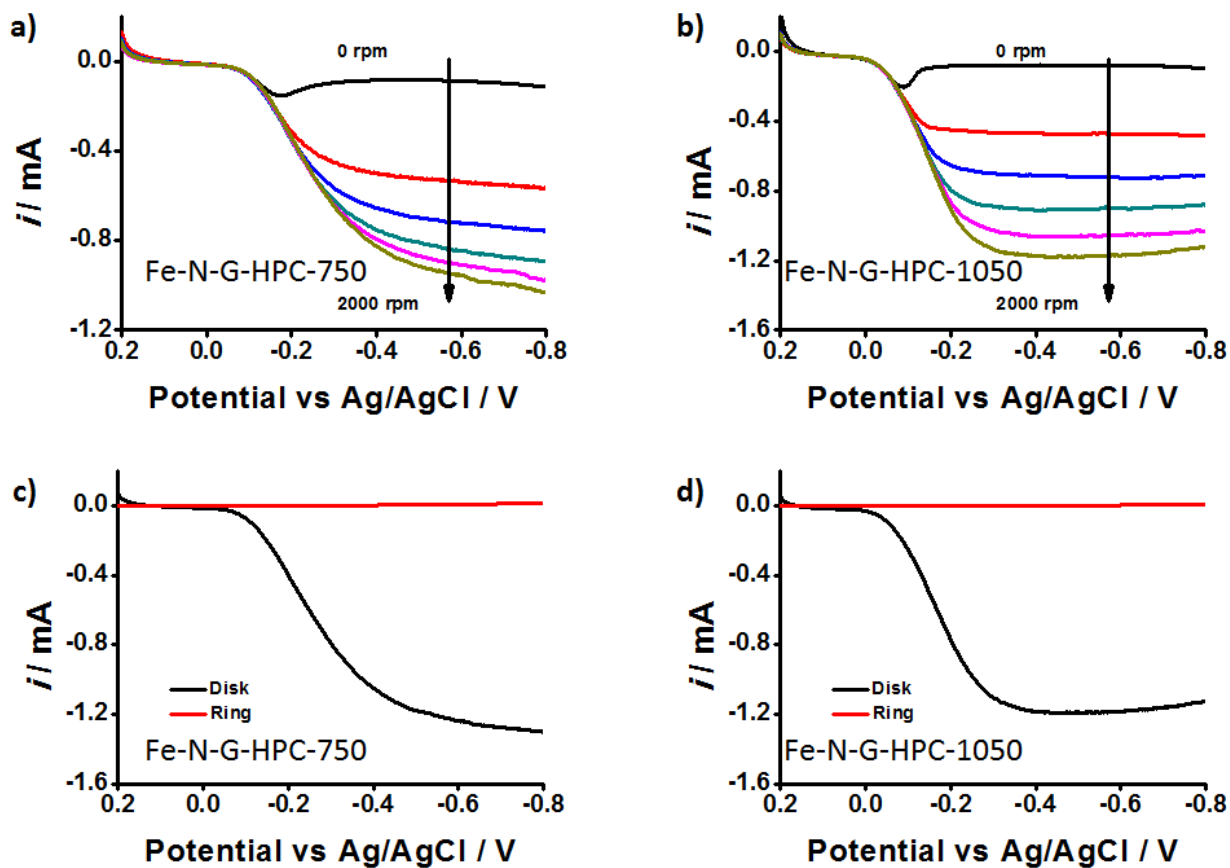 a)
0 rpm
0.0
-0.4
-0.8
-1.2
i / mA
Fe-N-G-HPC-750
2000 rpm
0.2 0.0 -0.2 -0.4 -0.6 -0.8
Potential vs Ag/AgCl / V
b)
0 rpm
0.0
-0.4
-0.8
-1.2
-1.6
i / mA
Fe-N-G-HPC-1050
2000 rpm
0.2 0.0 -0.2 -0.4 -0.6 -0.8
Potential vs Ag/AgCl / V
c)
0.0
-0.4
-0.8
-1.2
-1.6
i / mA
Disk
Ring
Fe-N-G-HPC-750
0.2 0.0 -0.2 -0.4 -0.6 -0.8
Potential vs Ag/AgCl / V
d)
0.0
-0.4
-0.8
-1.2
-1.6
i / mA
Disk
Ring
Fe-N-G-HPC-1050
0.2 0.0 -0.2 -0.4 -0.6 -0.8
Potential vs Ag/AgCl / V